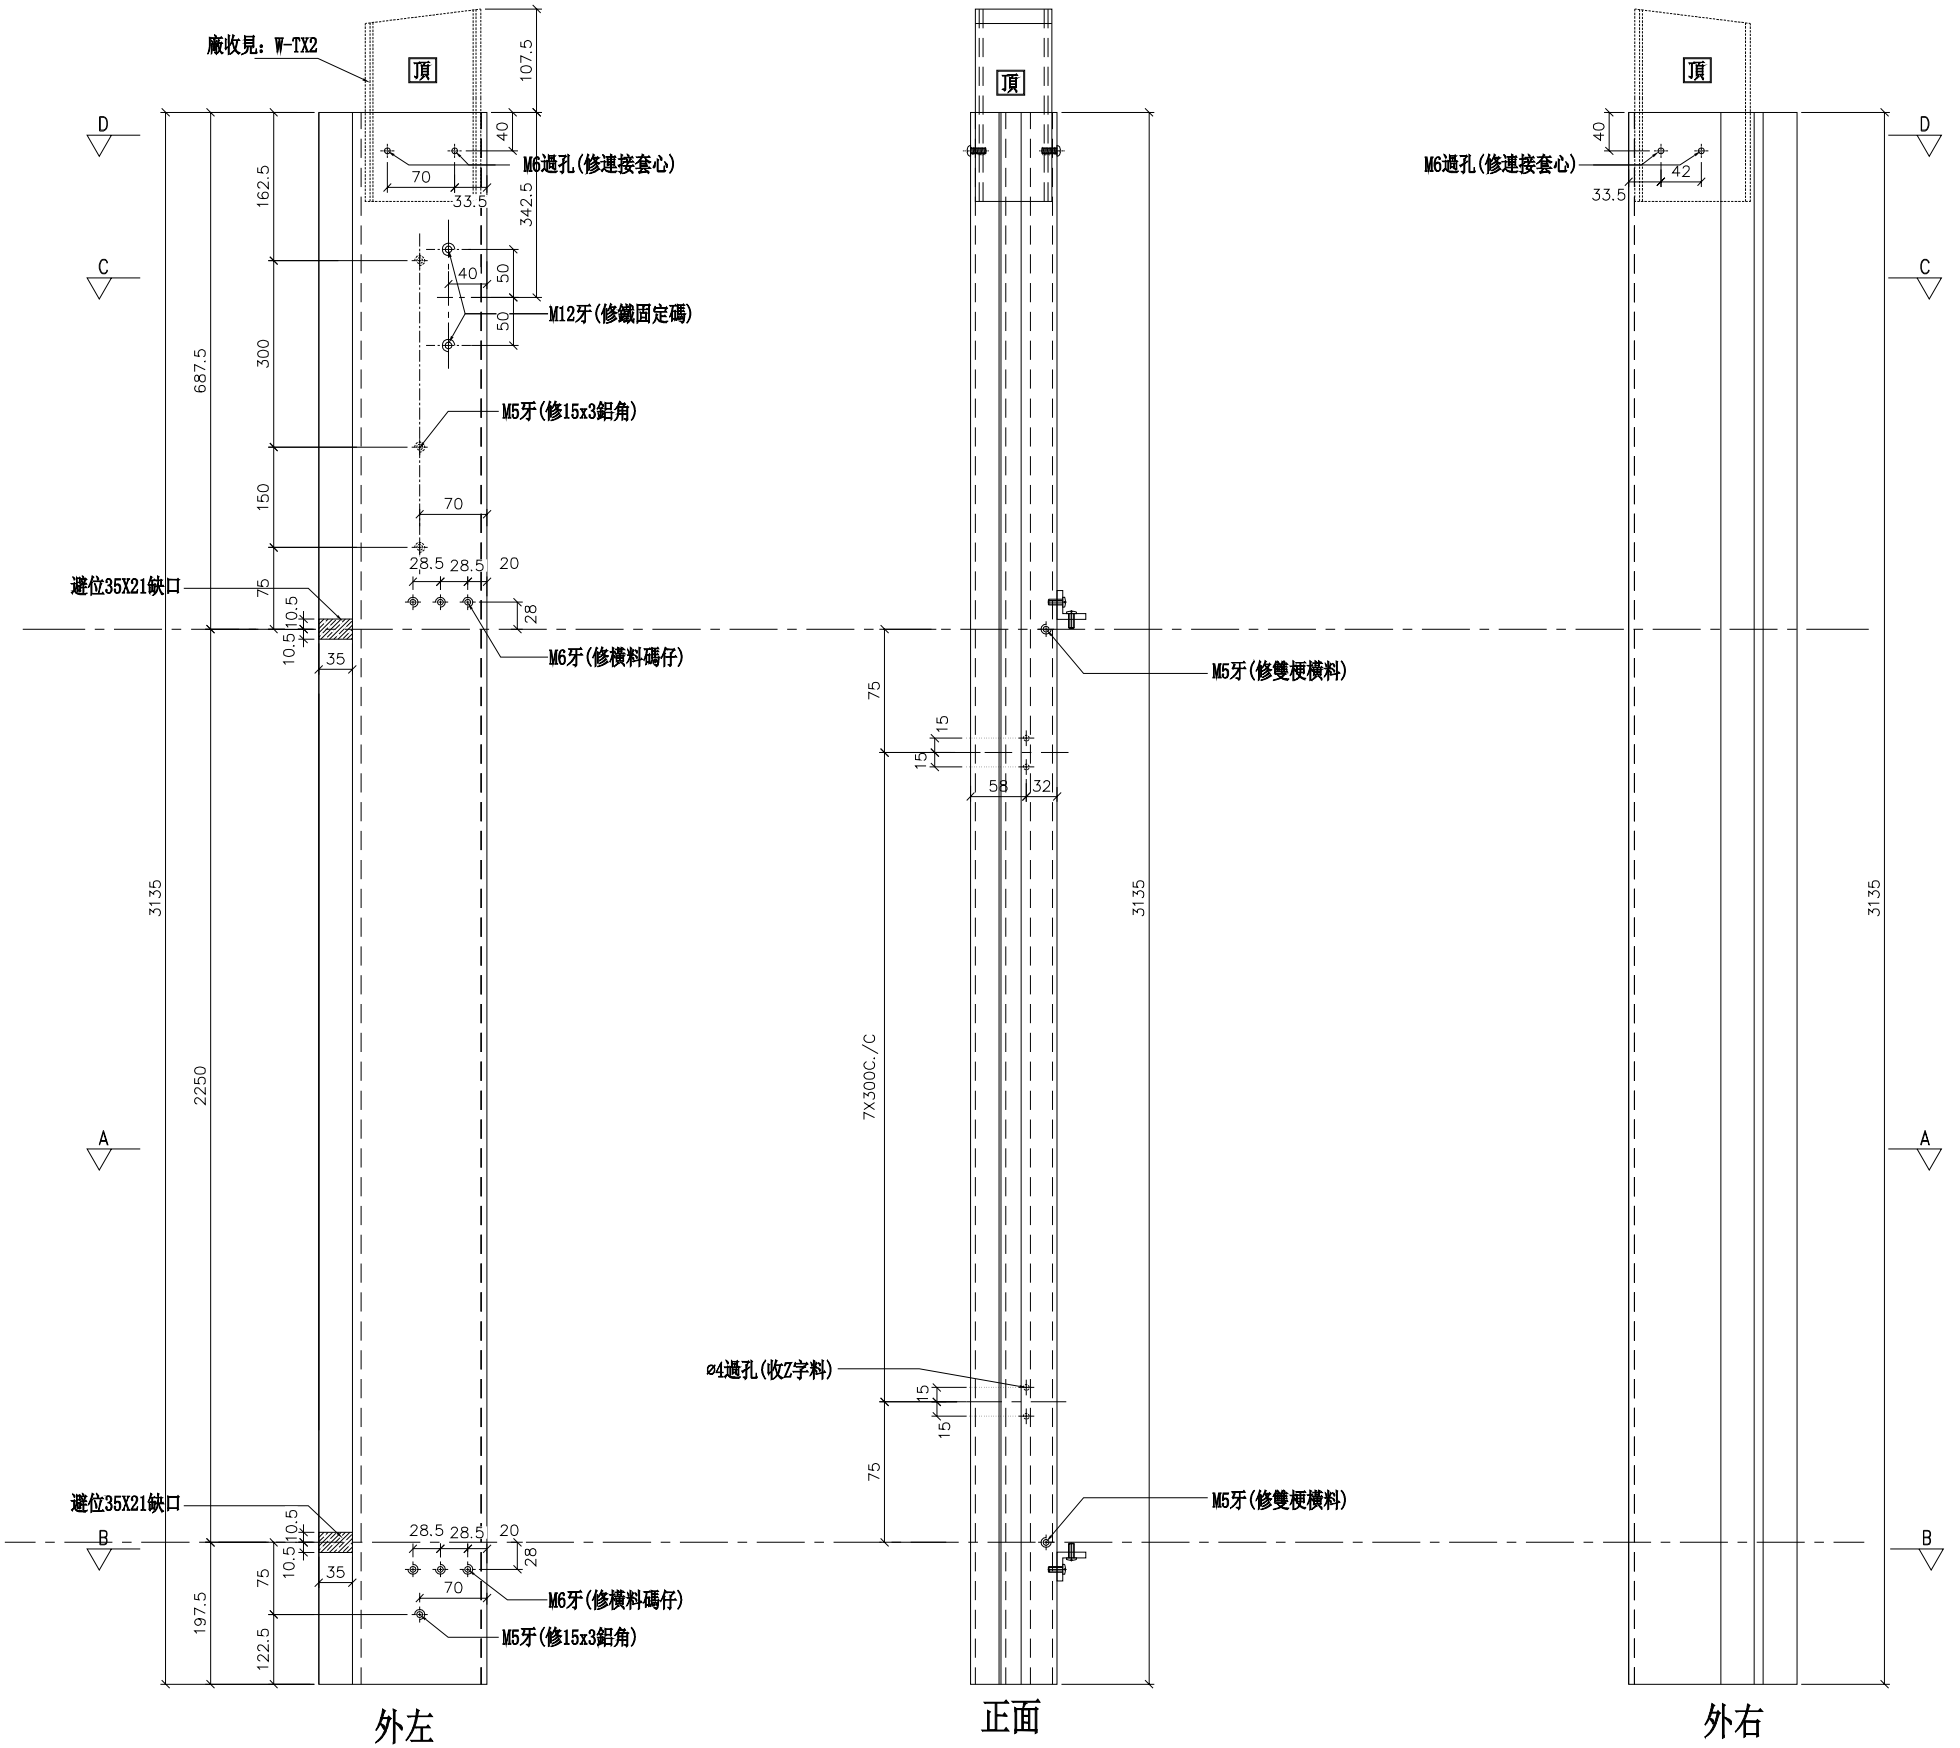 廠收見: W-TX2
頂
107.5
頂
頂
D
40
M6過孔(修連接套心)
70
33.5
342.5
162.5
40
M6過孔(修連接套心)
42
33.5
D
C
40
50
50
M12牙(修鐵固定碼)
C
300
687.5
M5牙(修15x3鋁角)
150
70
28.5
28.5
20
28
避位35X21缺口
75
10.5
10.5
35
M6牙(修橫料碼仔)
M5牙(修雙梗橫料)
75
15
15
58
32
3135
3135
3135
2250
7X300C./C
A
A
ø4過孔(收Z字料)
15
15
75
避位35X21缺口
B
10.5
10.5
35
28.5
28.5
20
28
M5牙(修雙梗橫料)
B
75
70
M6牙(修橫料碼仔)
M5牙(修15x3鋁角)
197.5
122.5
外左
正面
外右